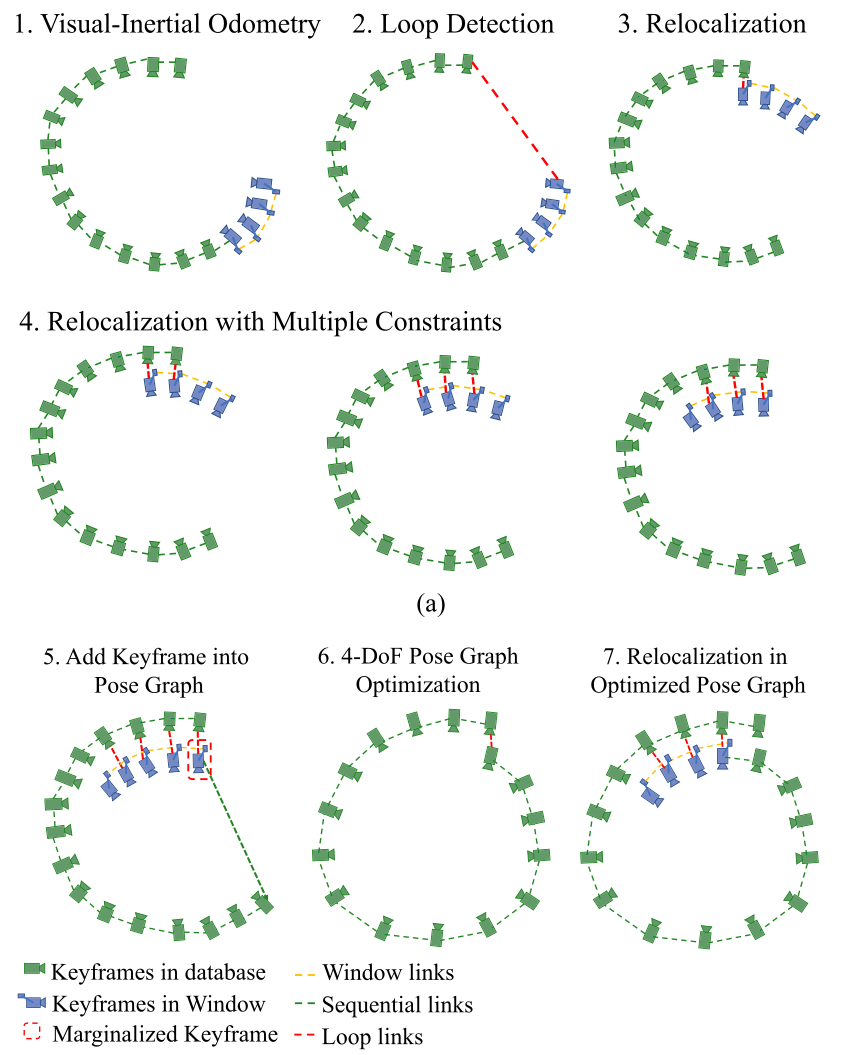 1. Visual-Inertial Odometry
2. Loop Detection
3. Relocalization
4. Relocalization with Multiple Constraints
(a)
5. Add Keyframe into
Pose Graph
6. 4-DoF Pose Graph
Optimization
7. Relocalization in
Optimized Pose Graph
Keyframes in database
Keyframes in Window
Marginalized Keyframe
Window links
Sequential links
Loop links